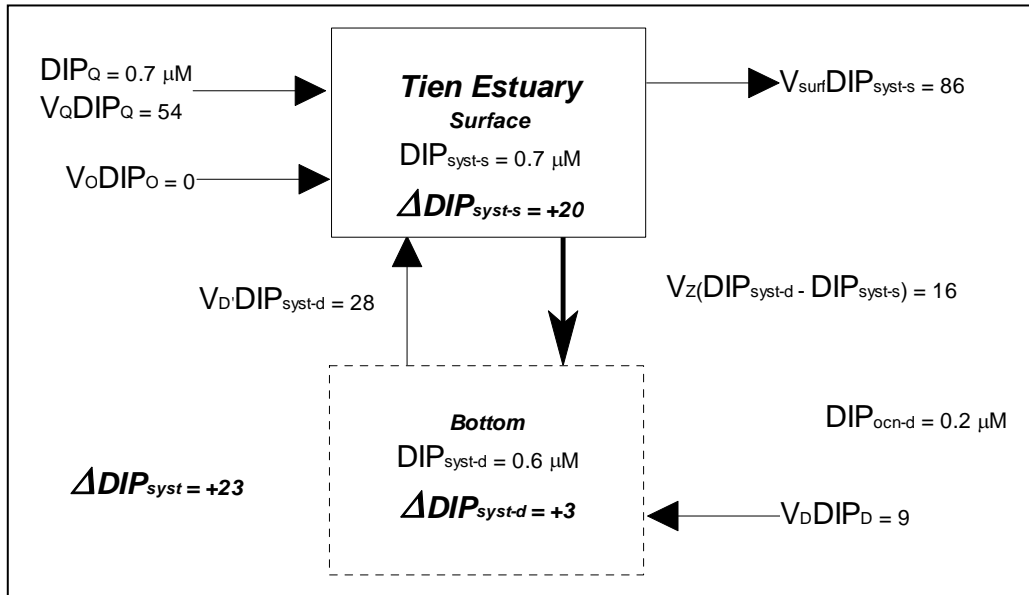 DIPQ = 0.7 μM
VQDIPQ = 54
VODIPO = 0
Tien Estuary
Surface
DIPsyst-s = 0.7 μM
ΔDIPsyst-s = +20
VsurfDIPsyst-s = 86
VD'DIPsyst-d = 28
VZ(DIPsyst-d - DIPsyst-s) = 16
Bottom
DIPsyst-d = 0.6 μM
ΔDIPsyst-d = +3
DIPocn-d = 0.2 μM
ΔDIPsyst = +23
VDDIPD = 9